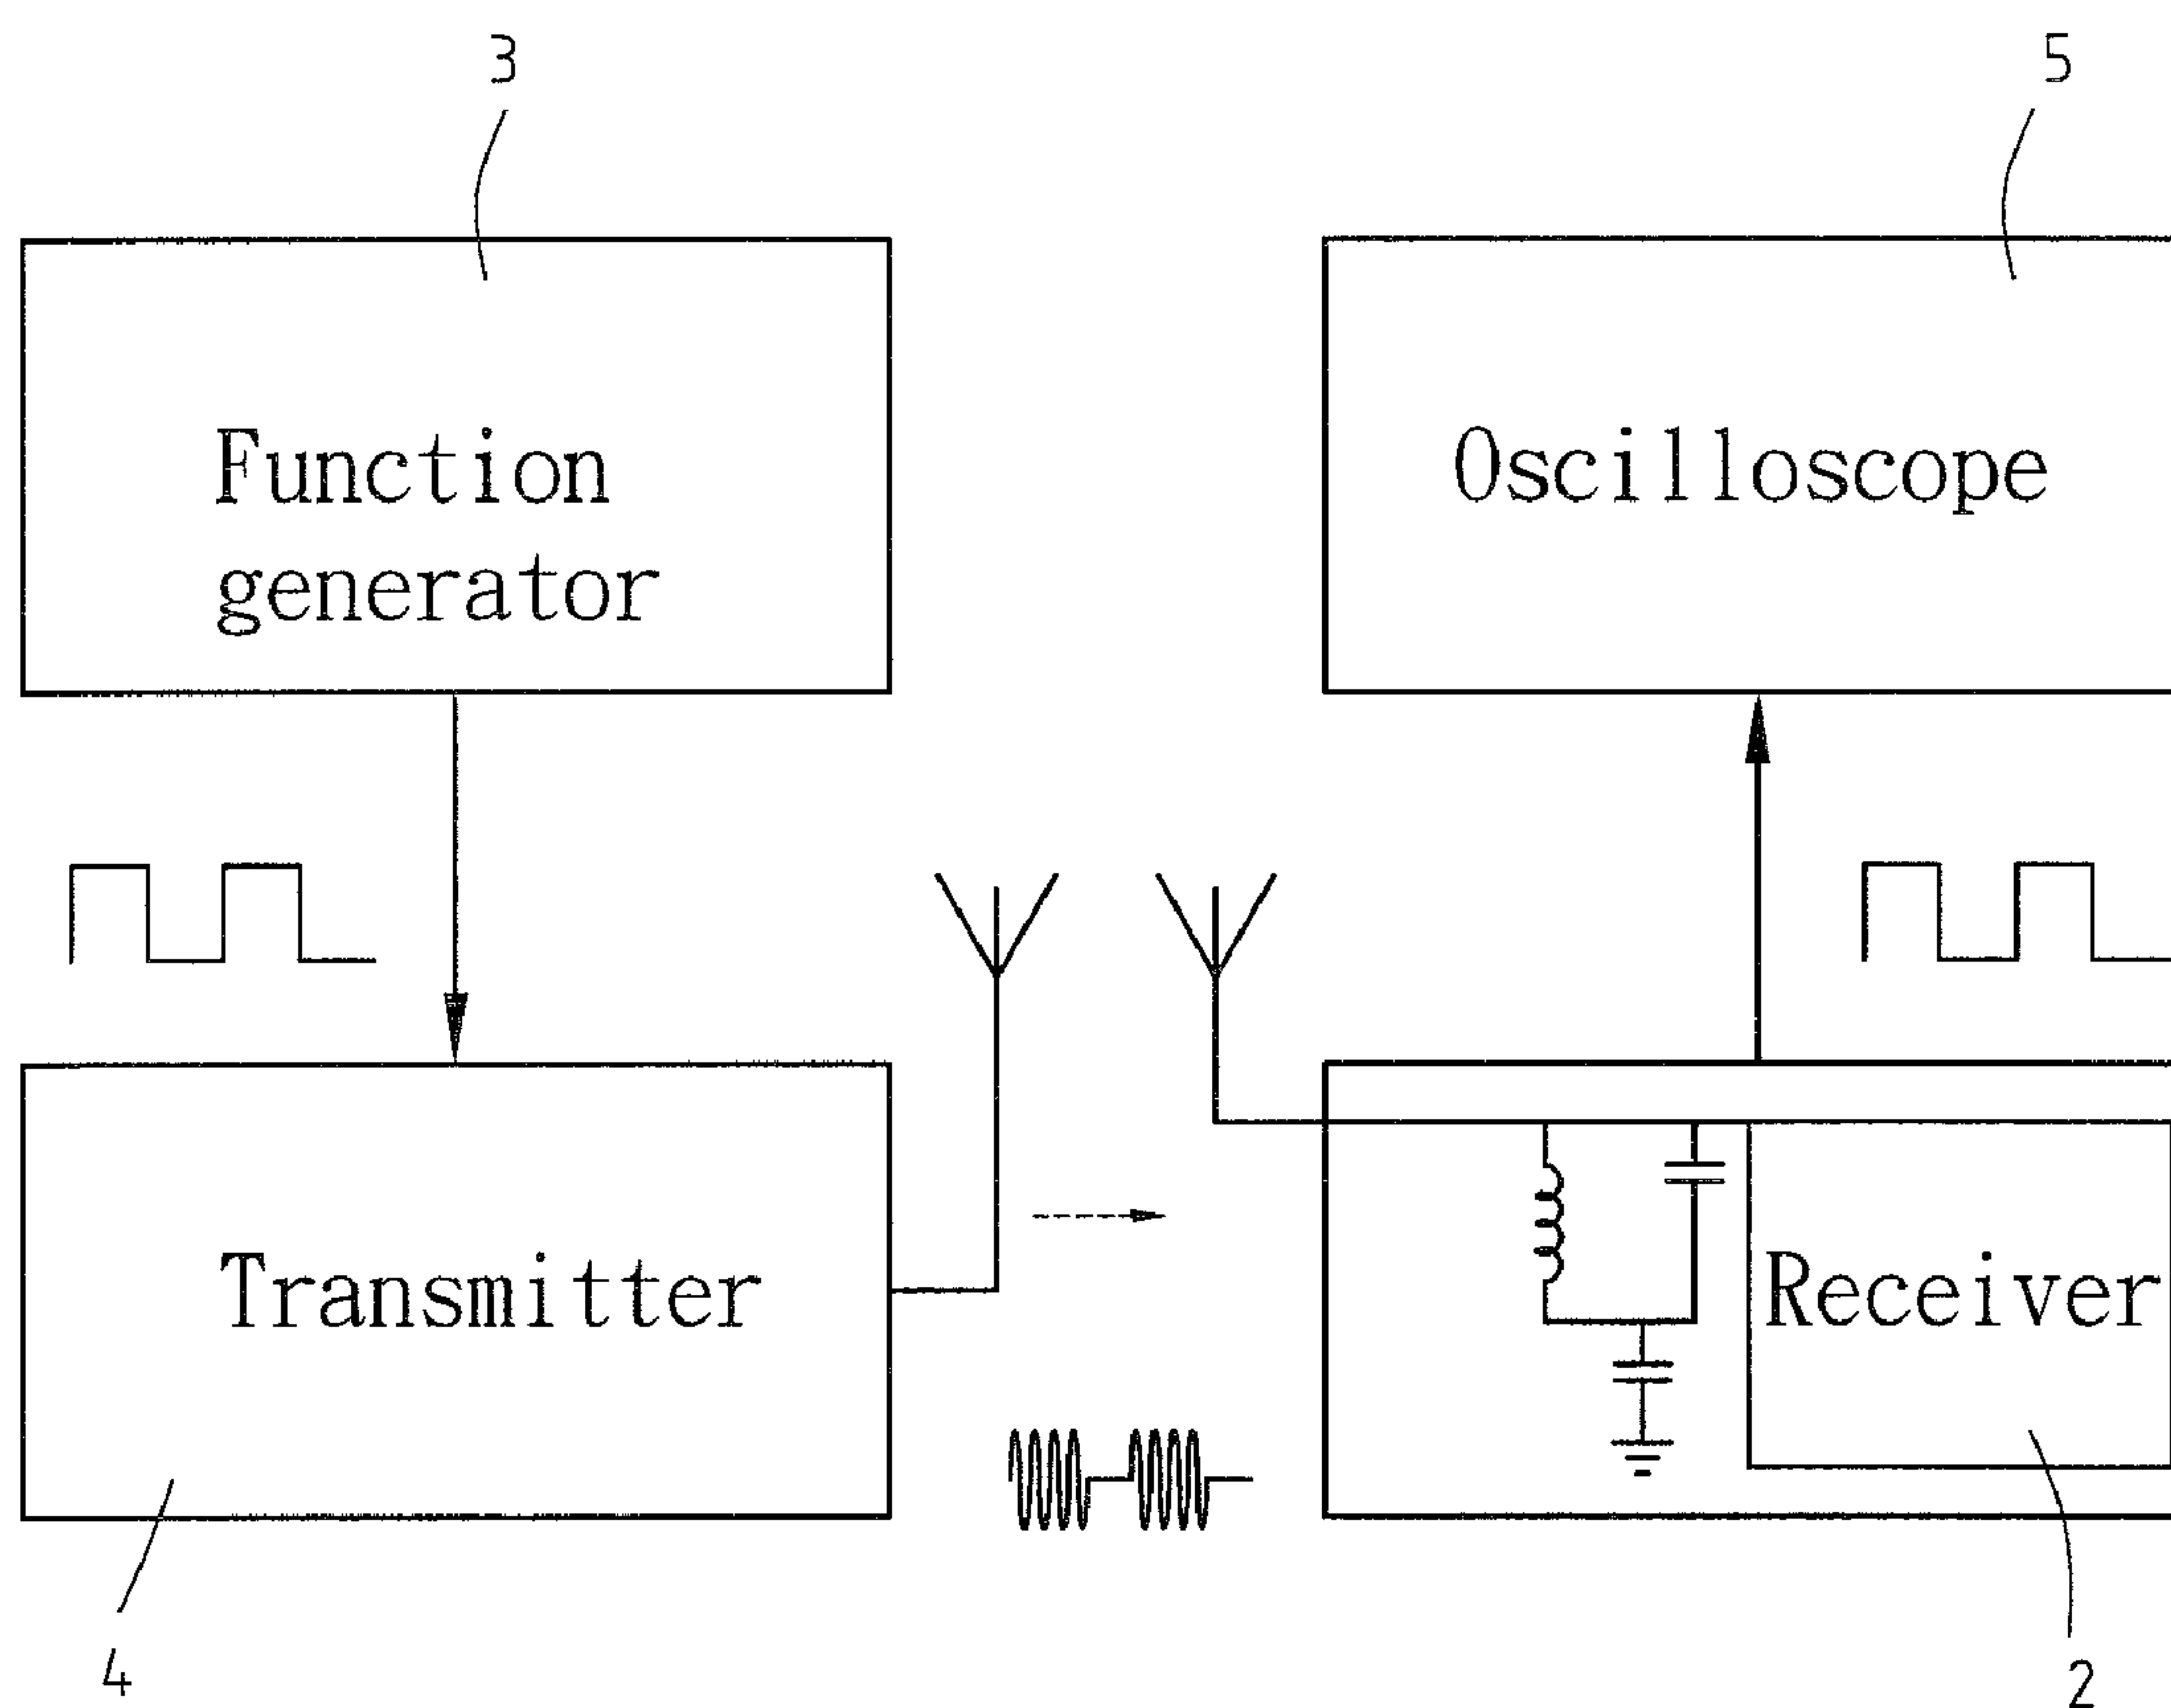 3
5
Function
generator
Oscilloscope
Transmitter
Receiver
4
2